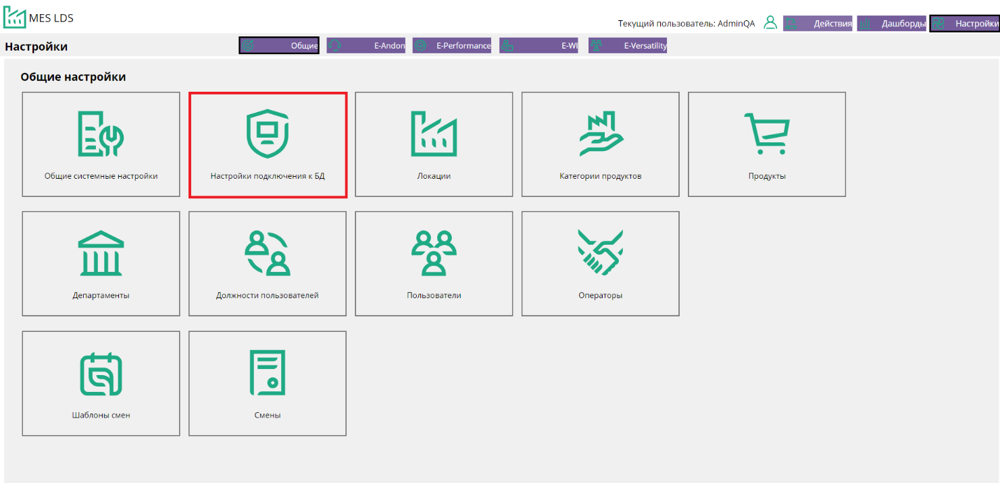 MES LDS
Текущий пользователь: AdminQA Действия Дашборды Настройки
Настройки Общие E-Andon E-Performance E-WI E-Versatility
Общие настройки
Общие системные настройки Настройки подключения к БД Локации Категории продуктов Продукты
Департаменты Должности пользователей Пользователи Операторы
Шаблоны смен Смены